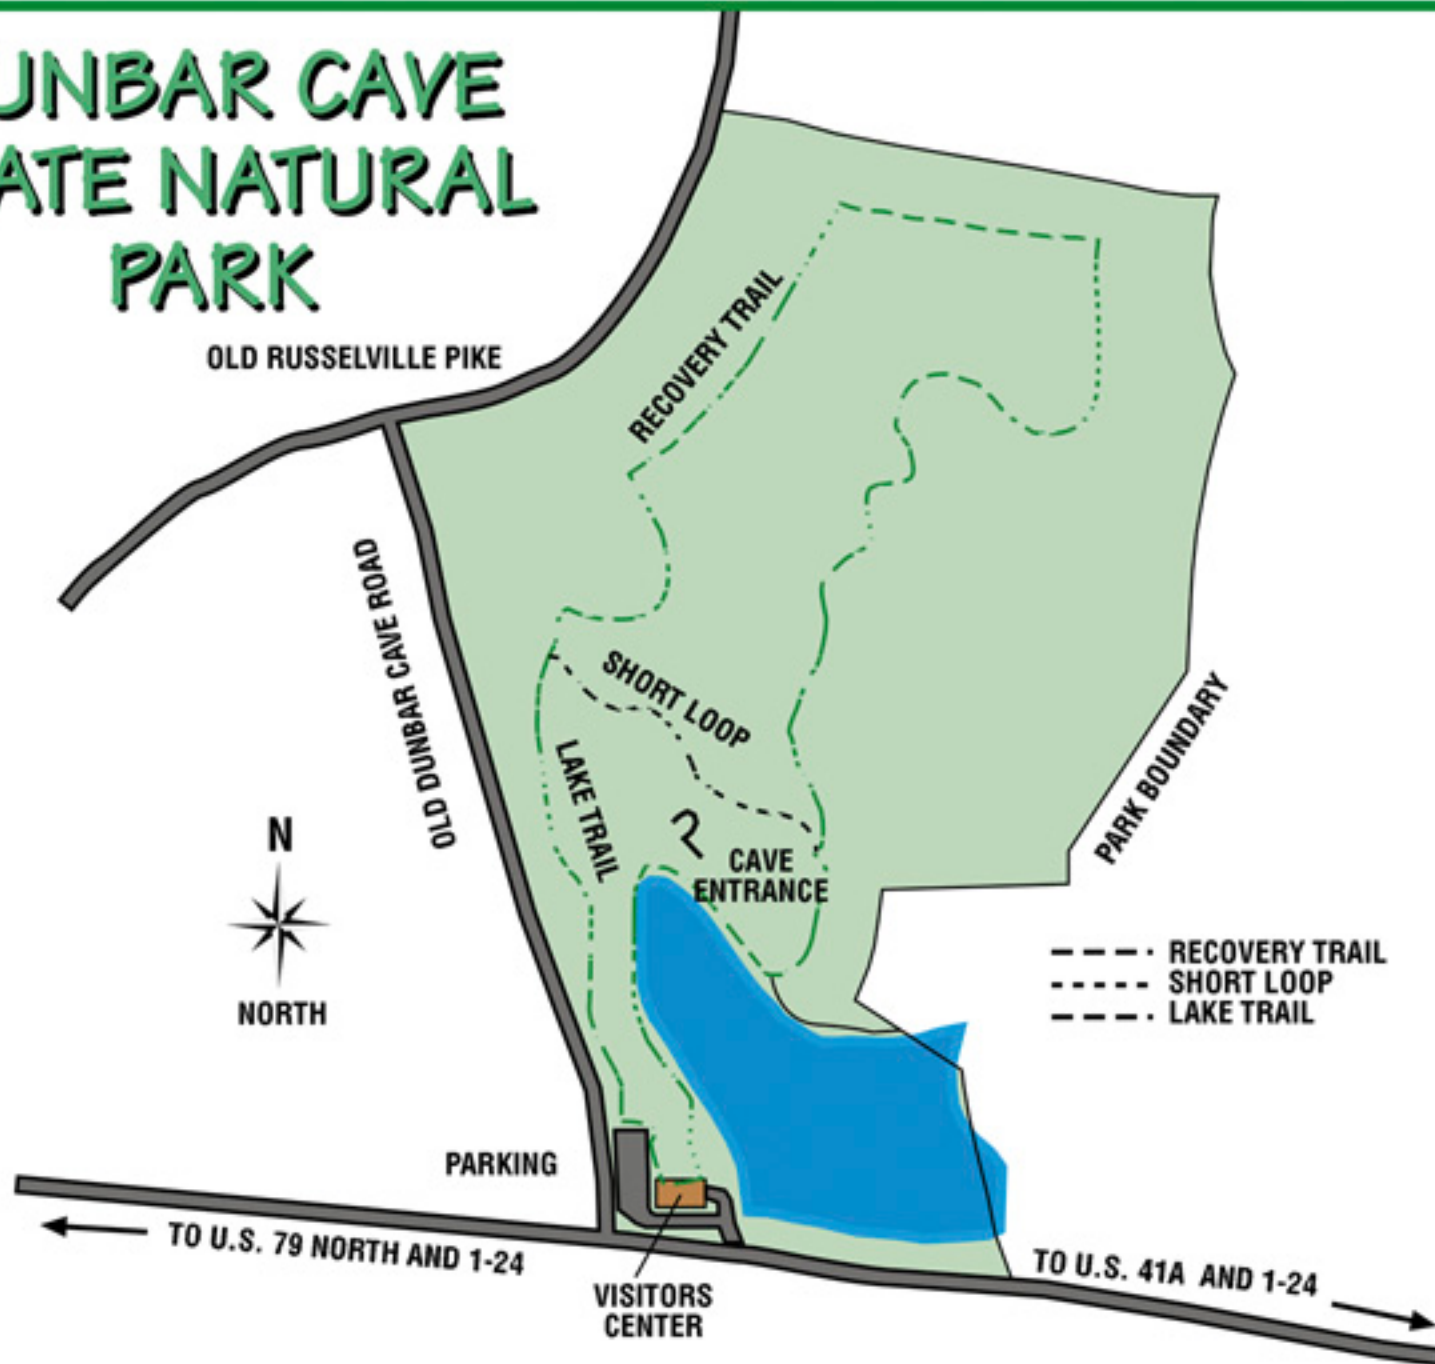 UNBAR CAVE
ATE NATURAL
PARK
OLD RUSSELVILLE PIKE
RECOVERY TRAIL
OLD DUNBAR CAVE ROAD
SHORT LOOP
LAKE TRAIL
CAVE
ENTRANCE
PARK BOUNDARY
N
NORTH
RECOVERY TRAIL
SHORT LOOP
LAKE TRAIL
PARKING
TO U.S. 79 NORTH AND 1-24
VISITORS
CENTER
TO U.S. 41A AND 1-24